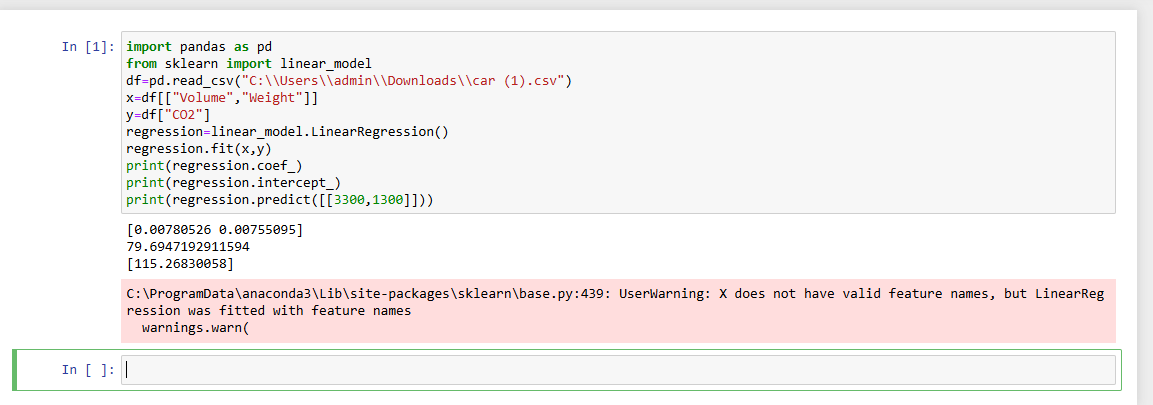 In [1]:
import pandas as pd
from sklearn import linear_model
df=pd.read_csv("C:\\Users\\admin\\Downloads\\car (1).csv")
x=df[["Volume","Weight"]]
y=df["CO2"]
regression=linear_model.LinearRegression()
regression.fit(x,y)
print(regression.coef_)
print(regression.intercept_)
print(regression.predict([[3300,1300]]))
[0.00780526 0.00755095]
79.6947192911594
[115.26830058]
C:\ProgramData\anaconda3\Lib\site-packages\sklearn\base.py:439: UserWarning: X does not have valid feature names, but LinearReg
ression was fitted with feature names
  warnings.warn(
In [ ]: